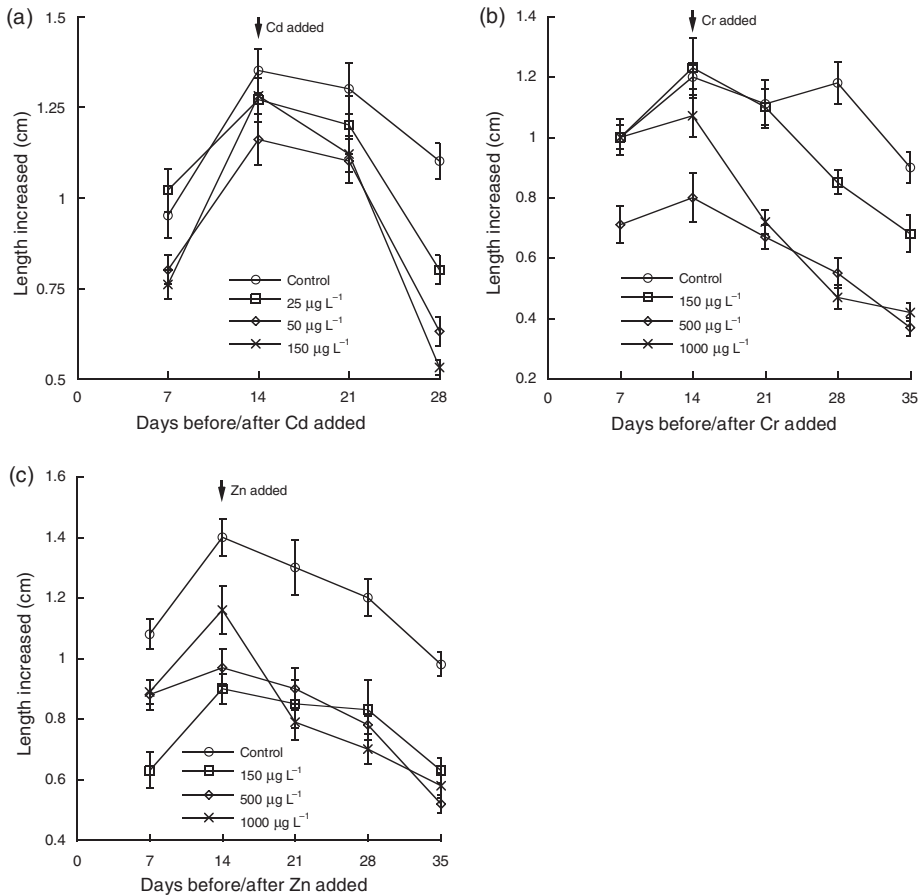 (a)
Cd added
1.5
1.25
1
0.75
0.5
Length increased (cm)
Control
25 µg L⁻¹
50 µg L⁻¹
150 µg L⁻¹
0 7 14 21 28
Days before/after Cd added
(b)
Cr added
1.4
1.2
1.0
0.8
0.6
0.4
0.2
Length increased (cm)
Control
150 µg L⁻¹
500 µg L⁻¹
1000 µg L⁻¹
0 7 14 21 28 35
Days before/after Cr added
(c)
Zn added
1.6
1.4
1.2
1
0.8
0.6
0.4
Length increased (cm)
Control
150 µg L⁻¹
500 µg L⁻¹
1000 µg L⁻¹
0 7 14 21 28 35
Days before/after Zn added